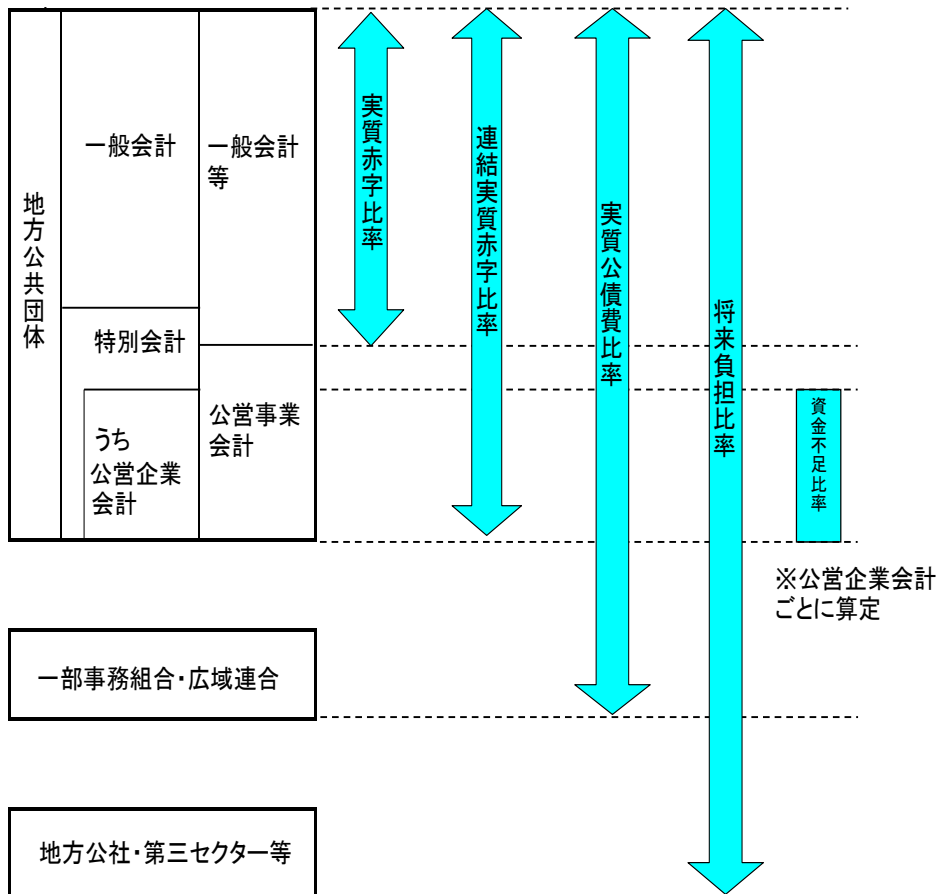 地方公共団体
一般会計
一般会計
等
特別会計
うち
公営企業
会計
公営事業
会計
実質赤字比率
連結実質赤字比率
実質公債費比率
将来負担比率
資金不足比率
※公営企業会計
ごとに算定
一部事務組合・広域連合
地方公社・第三セクター等